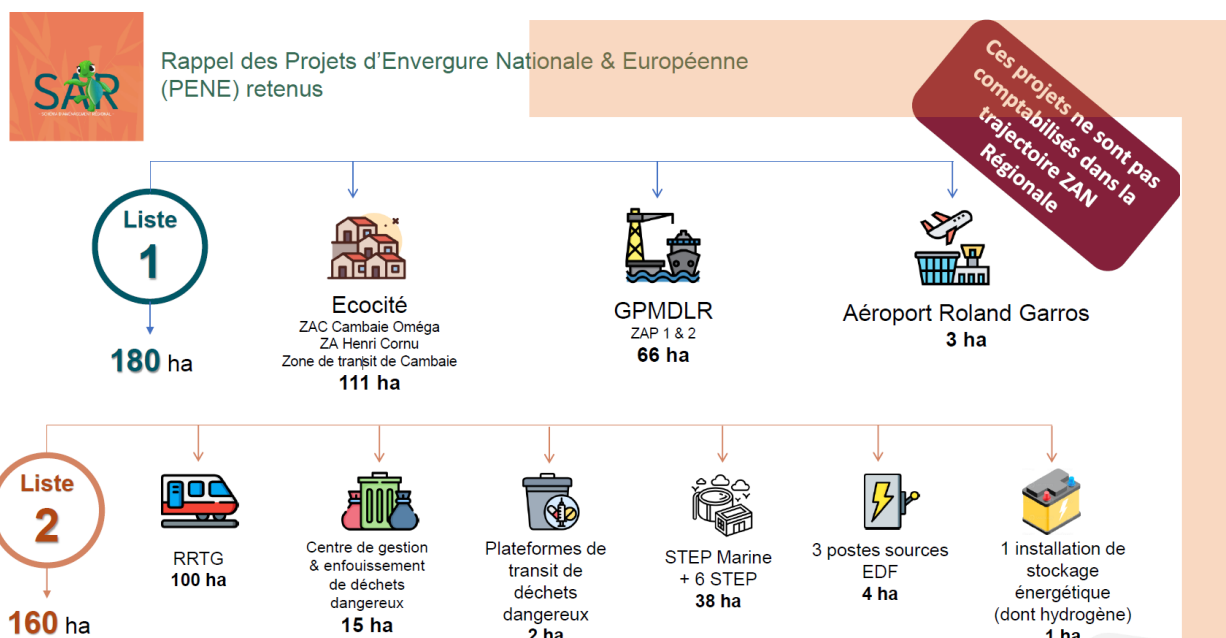 SAR
SCHÉMA D'AMÉNAGEMENT RÉGIONAL
Rappel des Projets d'Envergure Nationale & Européenne
(PENE) retenus
Ces projets ne sont pas
comptabilisés dans la
trajectoire ZAN
Régionale
Liste
1
180 ha
Ecocité
ZAC Cambaie Oméga
ZA Henri Cornu
Zone de transit de Cambaie
111 ha
GPMDLR
ZAP 1 & 2
66 ha
Aéroport Roland Garros
3 ha
Liste
2
160 ha
RRTG
100 ha
Centre de gestion
& enfouissement
de déchets
dangereux
15 ha
Plateformes de
transit de
déchets
dangereux
2 ha
STEP Marine
+ 6 STEP
38 ha
3 postes sources
EDF
4 ha
1 installation de
stockage
énergétique
(dont hydrogène)
1 ha